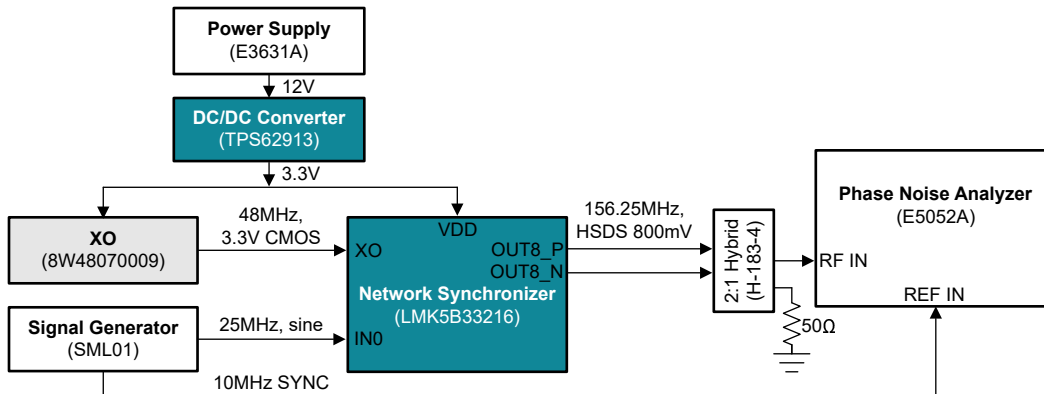 Power Supply
(E3631A)
12V
DC/DC Converter
(TPS62913)
3.3V
XO
(8W48070009)
48MHz,
3.3V CMOS
VDD
XO
OUT8_P
OUT8_N
Network Synchronizer
(LMK5B33216)
IN0
156.25MHz,
HSDS 800mV
2:1 Hybrid
(H-183-4)
50Ω
Phase Noise Analyzer
(E5052A)
RF IN
REF IN
Signal Generator
(SML01)
25MHz, sine
10MHz SYNC